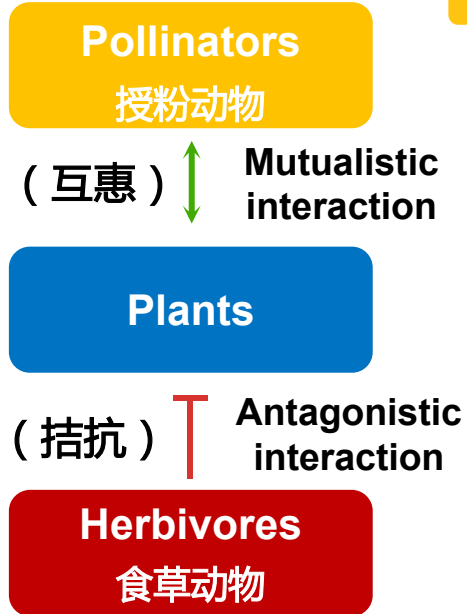 Pollinators
授粉动物
（互惠）
Mutualistic
interaction
Plants
（拮抗）
Antagonistic
interaction
Herbivores
食草动物